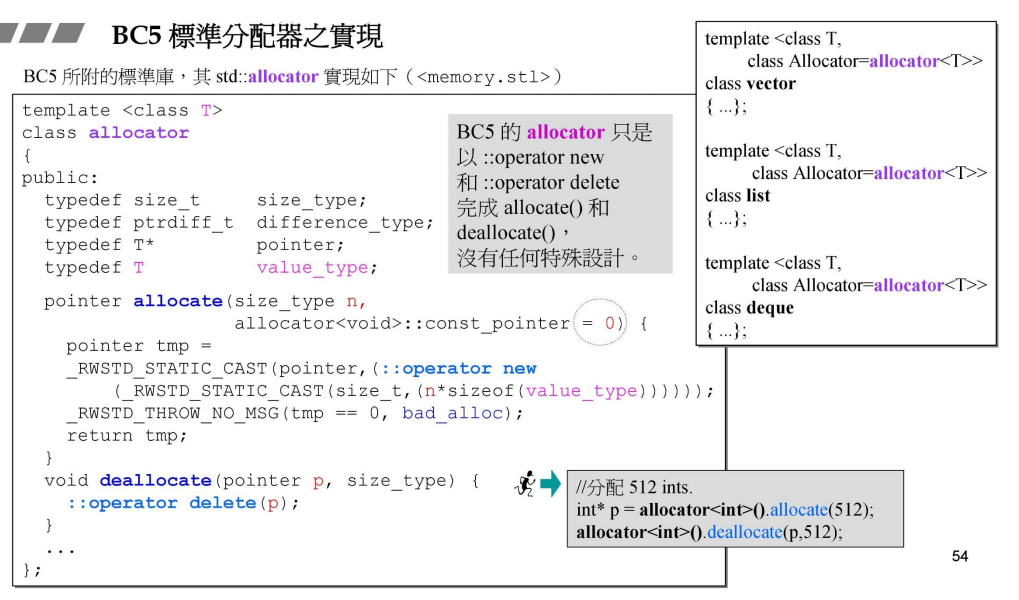 BC5 標準分配器之實現
BC5 所附的標準庫，其 std::allocator 實現如下（<memory.stl>）
template <class T>
class allocator
{
public:
  typedef size_t      size_type;
  typedef ptrdiff_t  difference_type;
  typedef T*          pointer;
  typedef T           value_type;
  pointer allocate(size_type n,
                   allocator<void>::const_pointer = 0) {
    pointer tmp =
    _RWSTD_STATIC_CAST(pointer,(::operator new
        (_RWSTD_STATIC_CAST(size_t,(n*sizeof(value_type))))));
    _RWSTD_THROW_NO_MSG(tmp == 0, bad_alloc);
    return tmp;
  }
  void deallocate(pointer p, size_type) {
    ::operator delete(p);
  }
  ...
};
BC5 的 allocator 只是
以 ::operator new
和 ::operator delete
完成 allocate() 和
deallocate()，
沒有任何特殊設計。
template <class T,
class Allocator=allocator<T>>
class vector
{ ...};
template <class T,
class Allocator=allocator<T>>
class list
{ ...};
template <class T,
class Allocator=allocator<T>>
class deque
{ ...};
//分配 512 ints.
int* p = allocator<int>().allocate(512);
allocator<int>().deallocate(p,512);
54